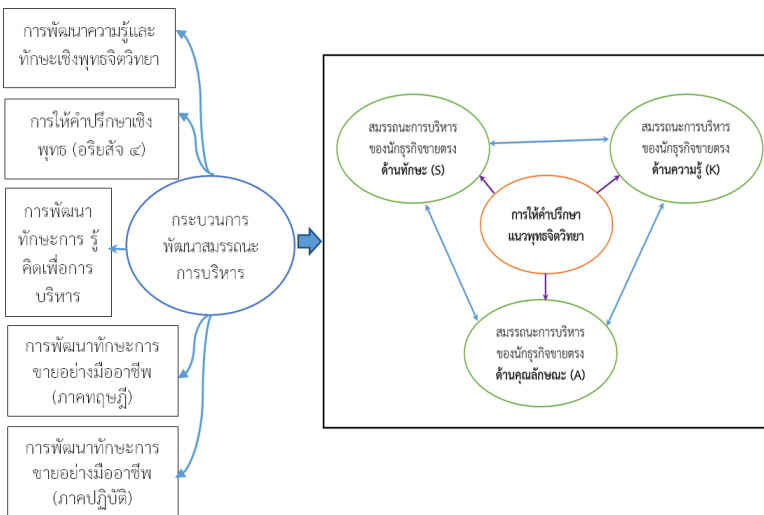 การพัฒนาความรู้และ
ทักษะเชิงพุทธจิตวิทยา
การให้คำปรึกษาเชิง
พุทธ (อริยสัจ ๔)
การพัฒนา
ทักษะการ รู้
คิดเพื่อการ
บริหาร
การพัฒนาทักษะการ
ขายอย่างมืออาชีพ
(ภาคทฤษฎี)
การพัฒนาทักษะการ
ขายอย่างมืออาชีพ
(ภาคปฏิบัติ)
กระบวนการ
พัฒนาสมรรถนะ
การบริหาร
สมรรถนะการบริหาร
ของนักธุรกิจขายตรง
ด้านทักษะ (S)
สมรรถนะการบริหาร
ของนักธุรกิจขายตรง
ด้านความรู้ (K)
การให้คำปรึกษา
แนวพุทธจิตวิทยา
สมรรถนะการบริหาร
ของนักธุรกิจขายตรง
ด้านคุณลักษณะ (A)